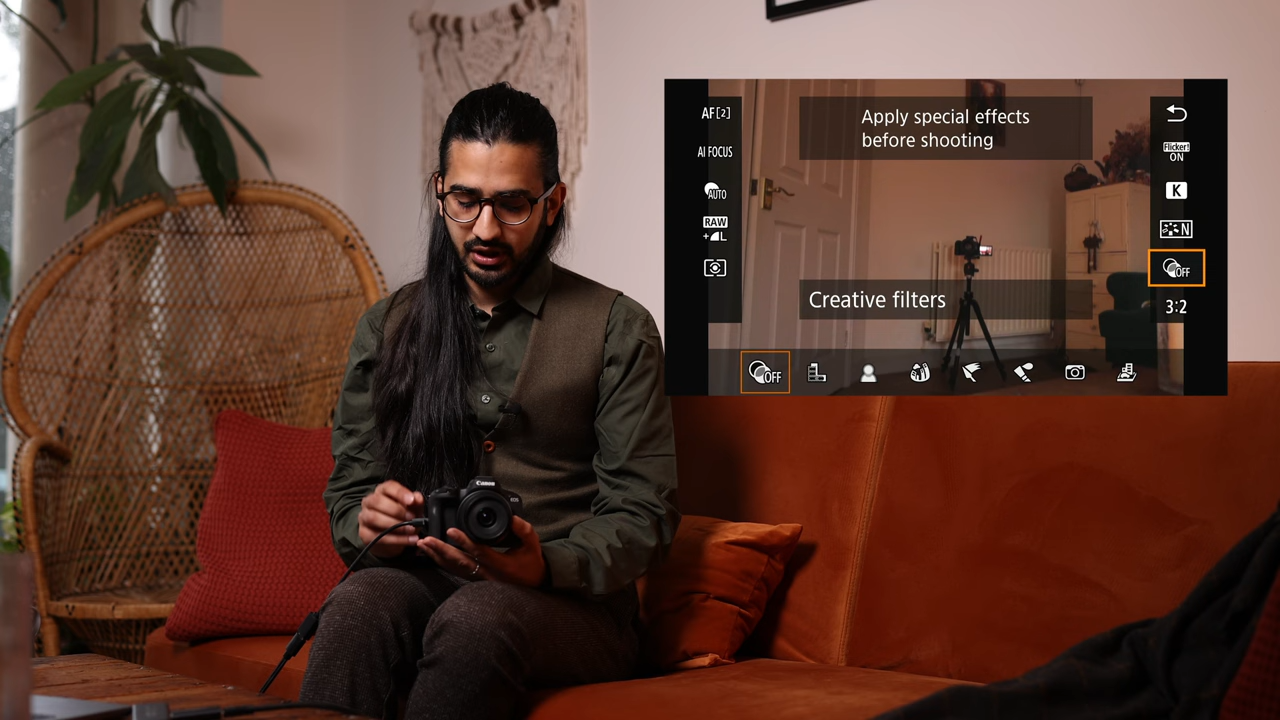 AF[2]
AI FOCUS
AUTO
RAW
+L
Apply special effects
before shooting
Creative filters
Flicker!
ON
K
N
OFF
3:2
OFF
Canon
EOS